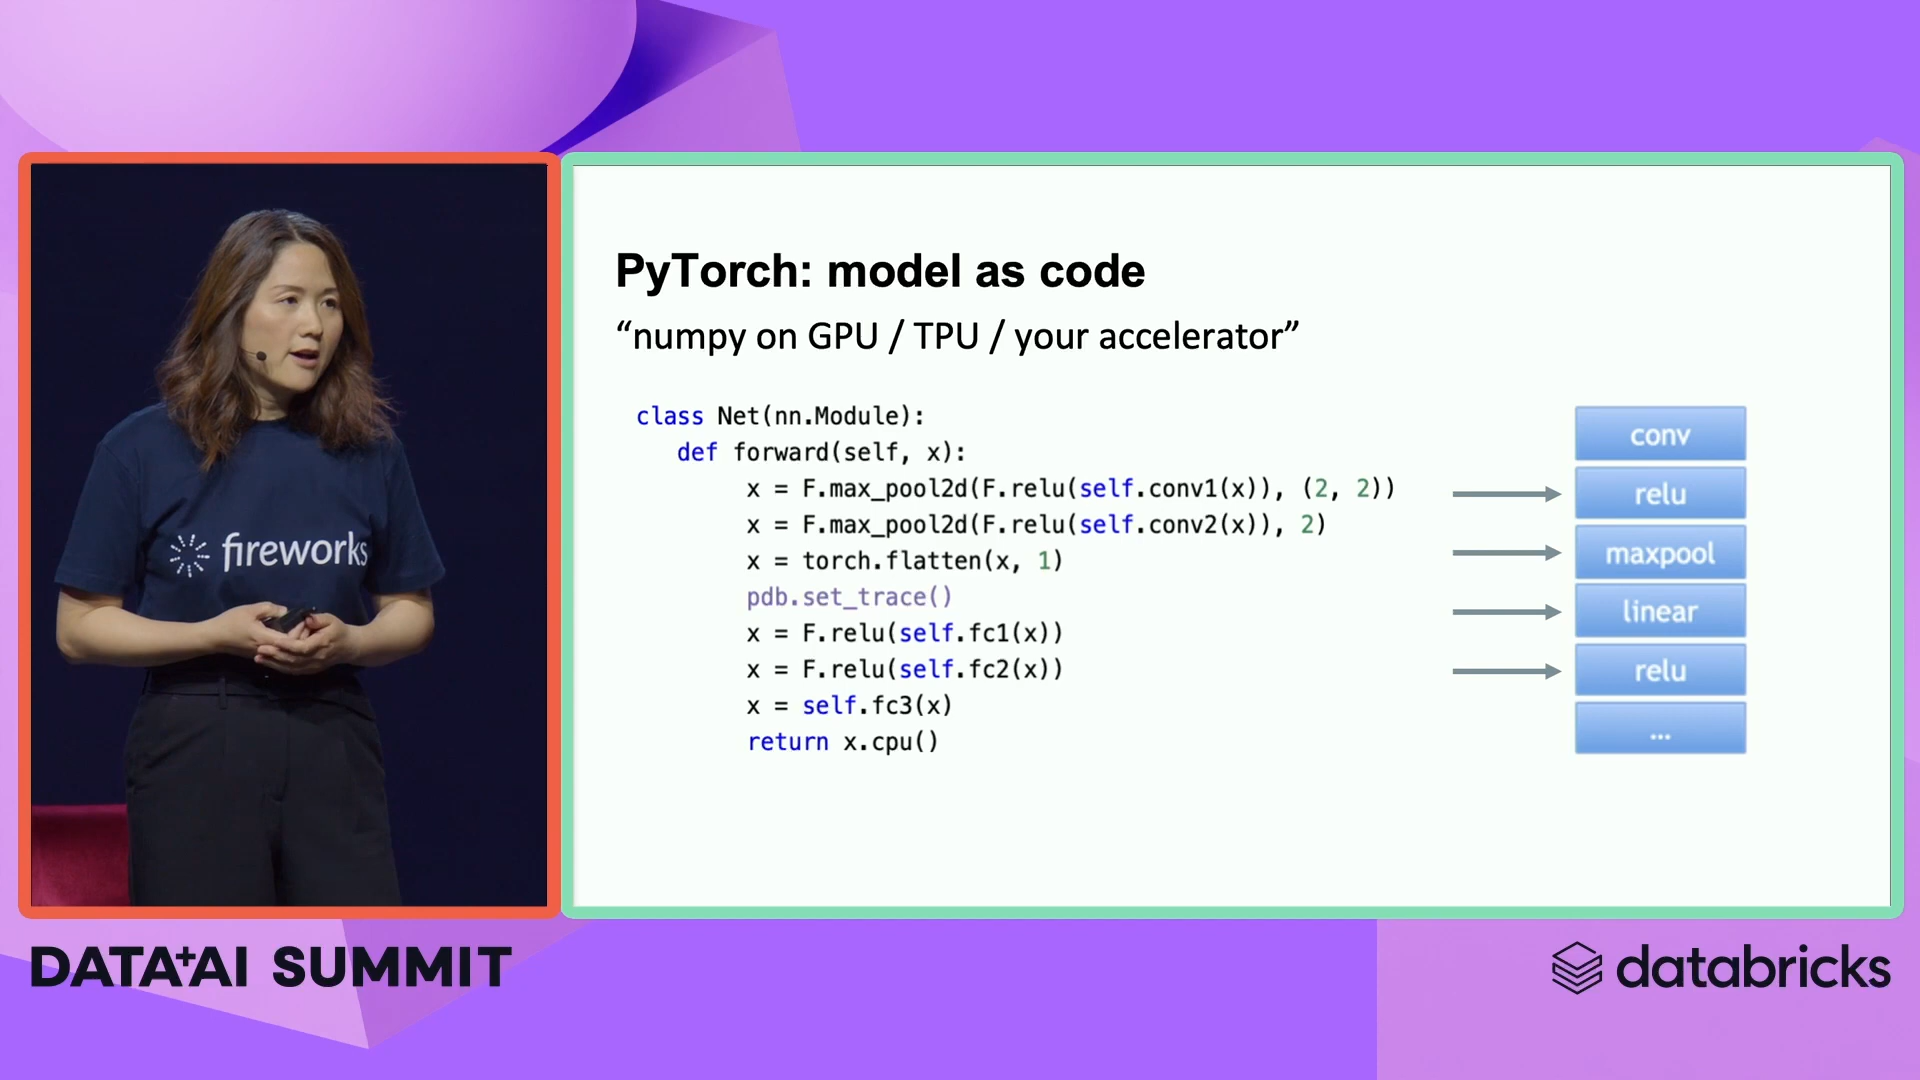 fireworks
PyTorch: model as code
“numpy on GPU / TPU / your accelerator”
class Net(nn.Module):
def forward(self, x):
x = F.max_pool2d(F.relu(self.conv1(x)), (2, 2))
x = F.max_pool2d(F.relu(self.conv2(x)), 2)
x = torch.flatten(x, 1)
pdb.set_trace()
x = F.relu(self.fc1(x))
x = F.relu(self.fc2(x))
x = self.fc3(x)
return x.cpu()
conv
relu
maxpool
linear
relu
...
DATA+AI SUMMIT
databricks